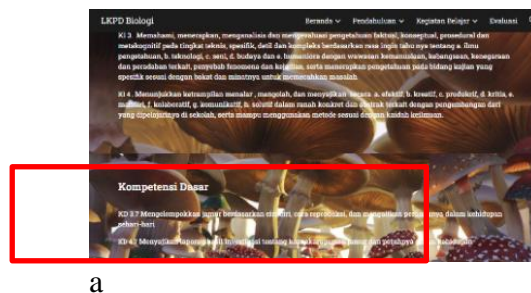 LKPD Biologi Beranda Pendahuluan Kegiatan Belajar Evaluasi
KI 3 Memahami, menerapkan, menganalisis dan mengevaluasi pengetahuan faktual, konseptual, prosedural dan
metakognitif pada tingkat teknis, spesifik, detil dan kompleks berdasarkan rasa ingin tahu nya tentang a. ilmu
pengetahuan, b. teknologi, c. seni, d. budaya dan e. humaniora dengan wawasan kemanusiaan, kebangsaan, kenegaraan
dan peradaban terkait, penyebab fenomena dan kejadian, serta menerapkan pengetahuan pada bidang kajian yang
spesifik sesuai dengan bakat dan minatnya untuk memecahkan masalah.
KI 4 . Menunjukkan ketrampilan menalar , mengolah, dan menyajikan secara a. efektif, b. kreatif, c. produktif, d. kritis, e.
mandiri, f. kolaboratif, g. komunikatif, h. solutif dalam ranah konkret dan abstrak terkait dengan pengembangan dari
yang dipelajarinya di sekolah, serta mampu menggunakan metode sesuai dengan kaidah keilmuan.
Kompetensi Dasar
KD 3.7 Mengelompokkan jamur berdasarkan ciri-ciri, cara reproduksi, dan mengaitkan perannya dalam kehidupan
sehari-hari
KD 4.7 Menyajikan laporan hasil investigasi tentang keanekaragaman jamur dan perannya dalam kehidupan
a